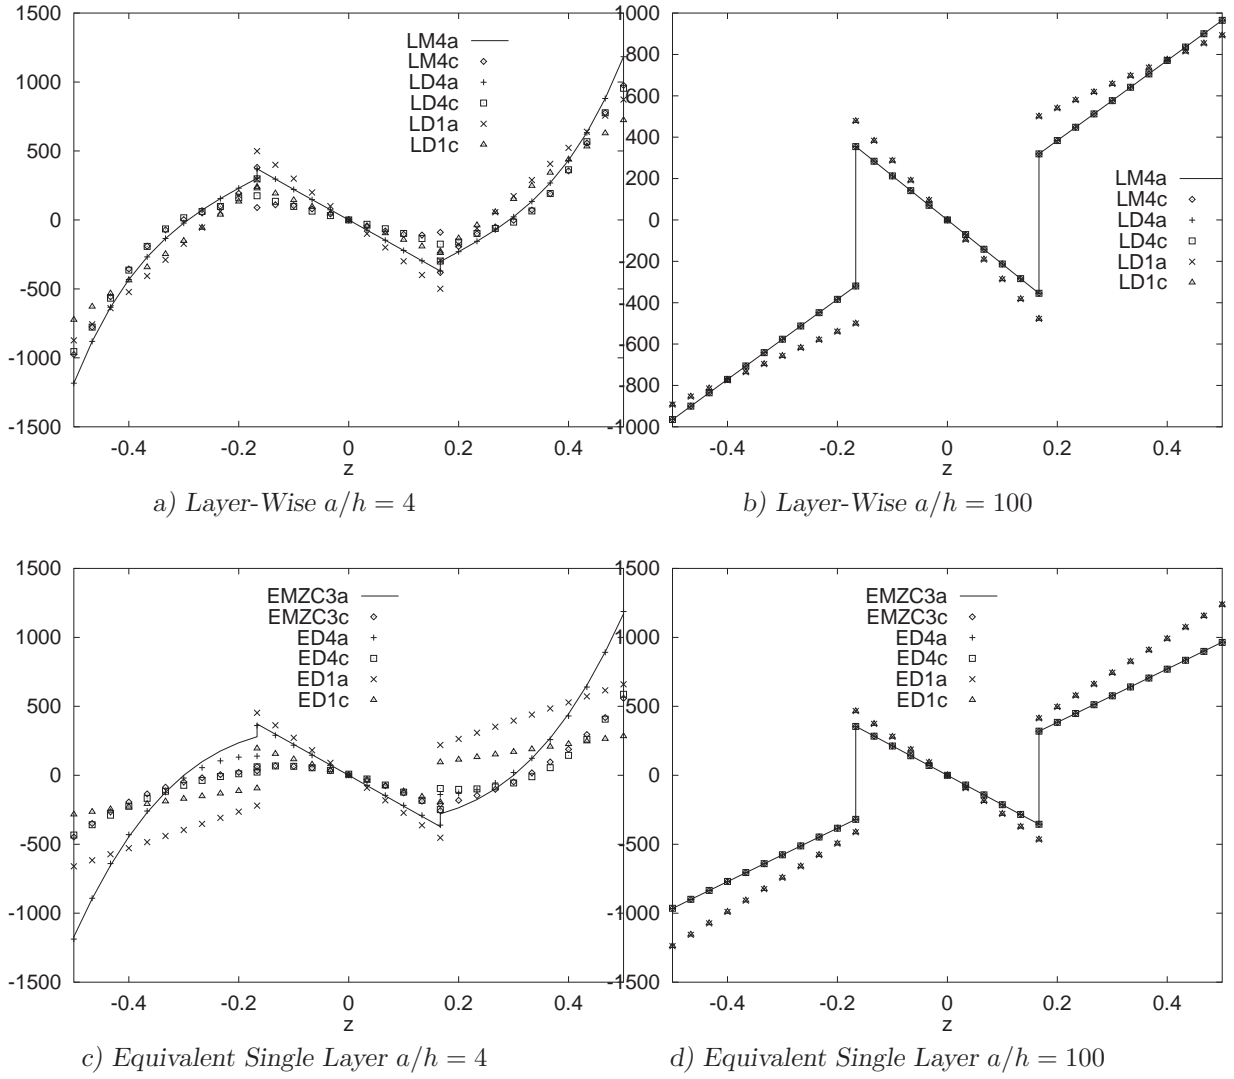 1500
1000
500
0
-500
-1000
-1500
-0.4
-0.2
0
0.2
0.4
z
LM4a
LM4c
LD4a
LD4c
LD1a
LD1c
a) Layer-Wise a/h = 4
1000
800
600
400
200
0
-200
-400
-600
-800
-1000
-0.4
-0.2
0
0.2
0.4
z
LM4a
LM4c
LD4a
LD4c
LD1a
LD1c
b) Layer-Wise a/h = 100
1500
1000
500
0
-500
-1000
-1500
-0.4
-0.2
0
0.2
0.4
z
EMZC3a
EMZC3c
ED4a
ED4c
ED1a
ED1c
c) Equivalent Single Layer a/h = 4
1500
1000
500
0
-500
-1000
-1500
-0.4
-0.2
0
0.2
0.4
z
EMZC3a
EMZC3c
ED4a
ED4c
ED1a
ED1c
d) Equivalent Single Layer a/h = 100